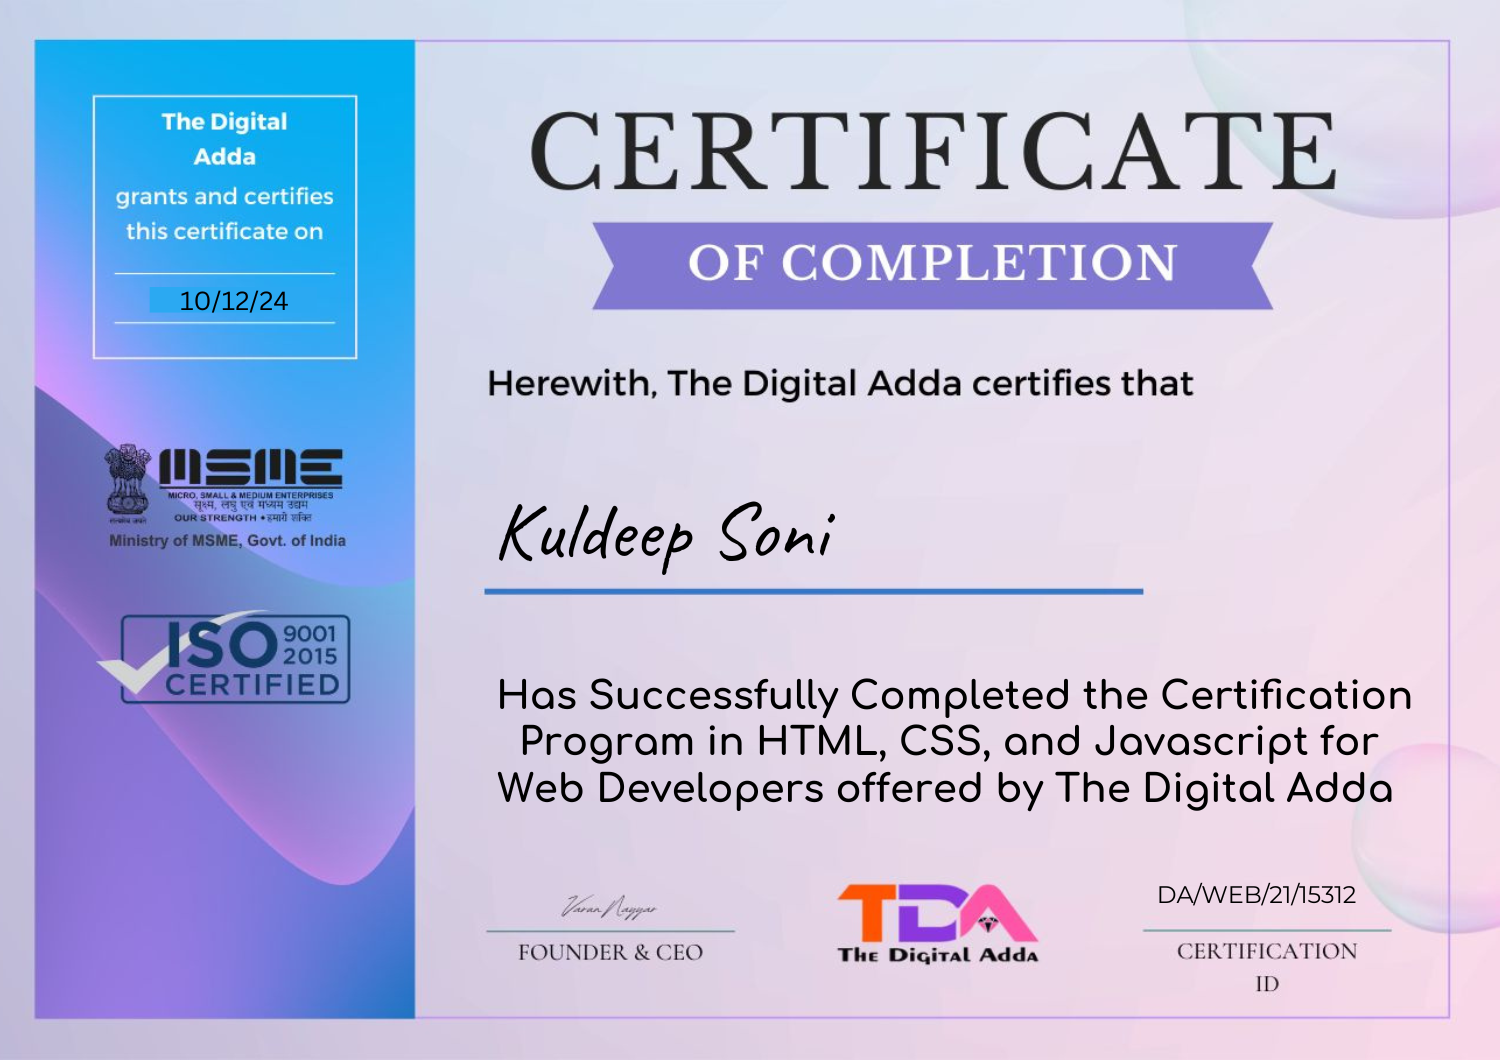 The Digital
Adda
grants and certifies
this certificate on
10/12/24
MSME
MICRO, SMALL & MEDIUM ENTERPRISES
सूक्ष्म, लघु एवं मध्यम उद्यम
OUR STRENGTH • हमारी शक्ति
सत्यमेव जयते
Ministry of MSME, Govt. of India
ISO 9001
2015
CERTIFIED
CERTIFICATE
OF COMPLETION
Herewith, The Digital Adda certifies that
Kuldeep Soni
Has Successfully Completed the Certification
Program in HTML, CSS, and Javascript for
Web Developers offered by The Digital Adda
Varun Nayyar
FOUNDER & CEO
TDA
The Digital Adda
DA/WEB/21/15312
CERTIFICATION
ID